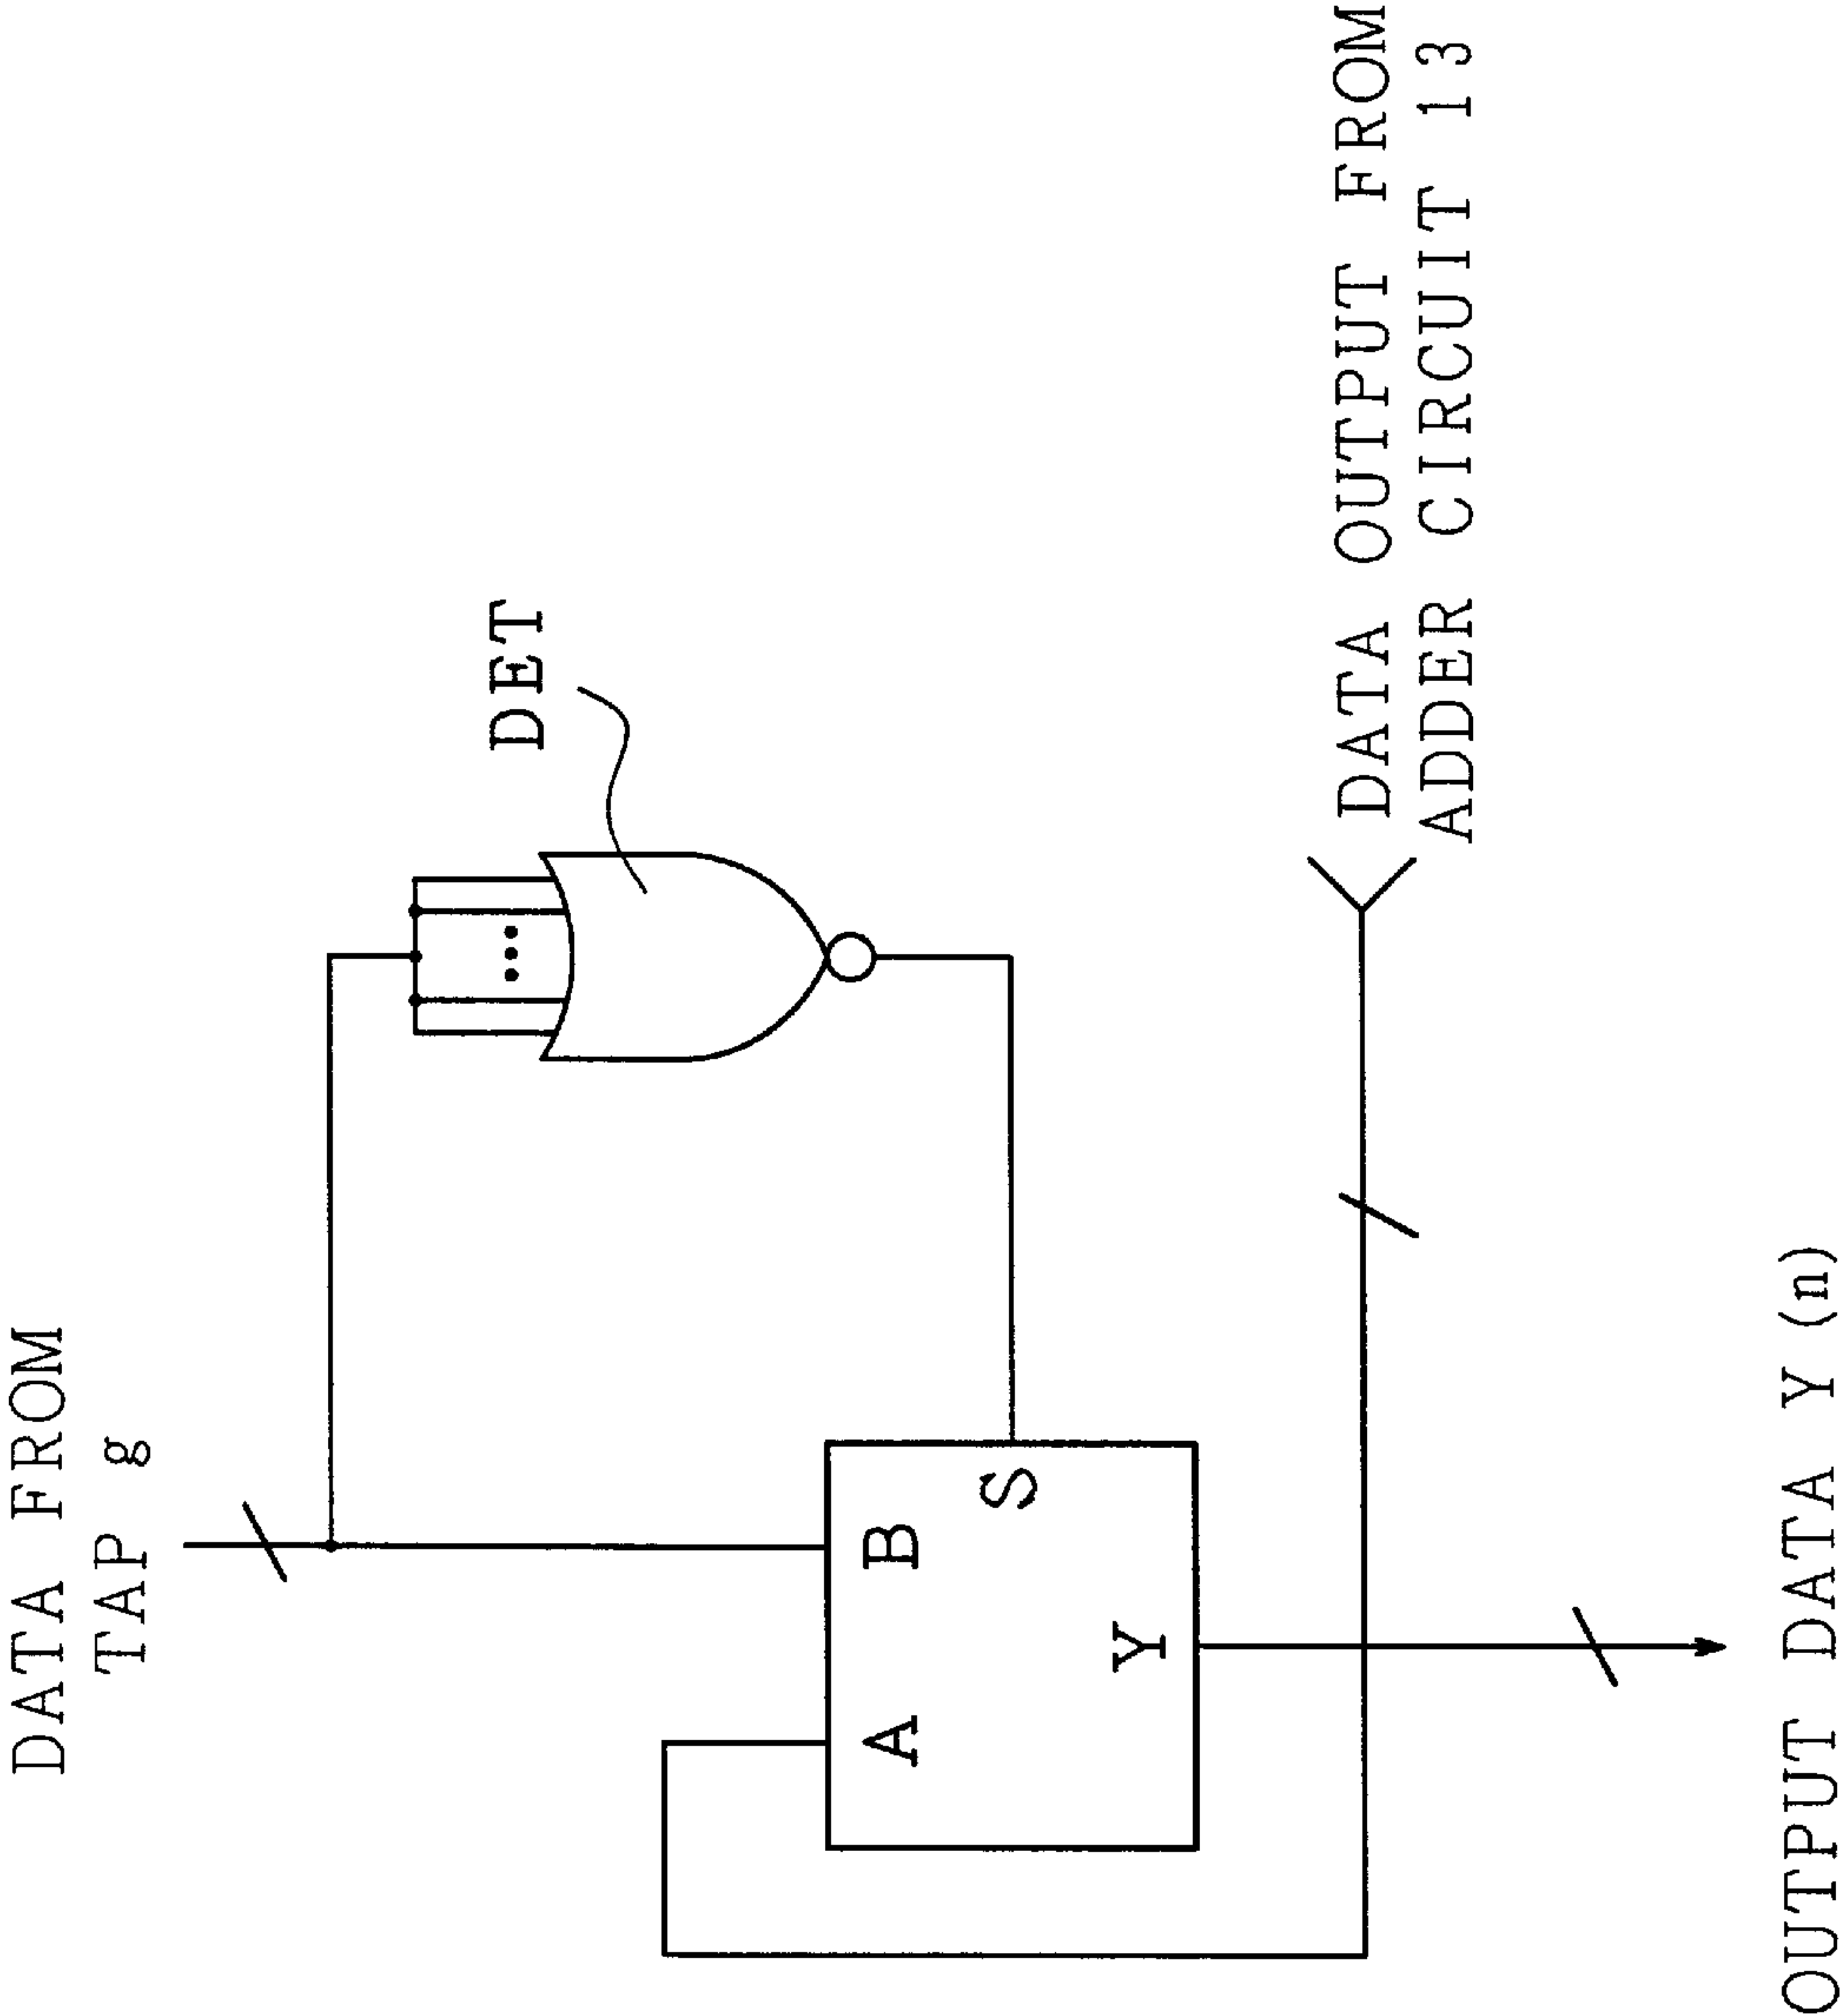 DATA FROM
TAP g
DET
B
S
A
Y
DATA OUTPUT FROM
ADDER CIRCUIT 13
OUTPUT DATA Y (n)